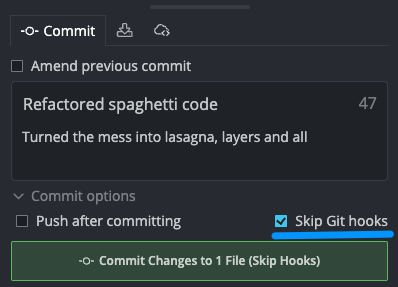 Commit
Amend previous commit
Refactored spaghetti code 47
Turned the mess into lasagna, layers and all
Commit options
Push after committing Skip Git hooks
Commit Changes to 1 File (Skip Hooks)